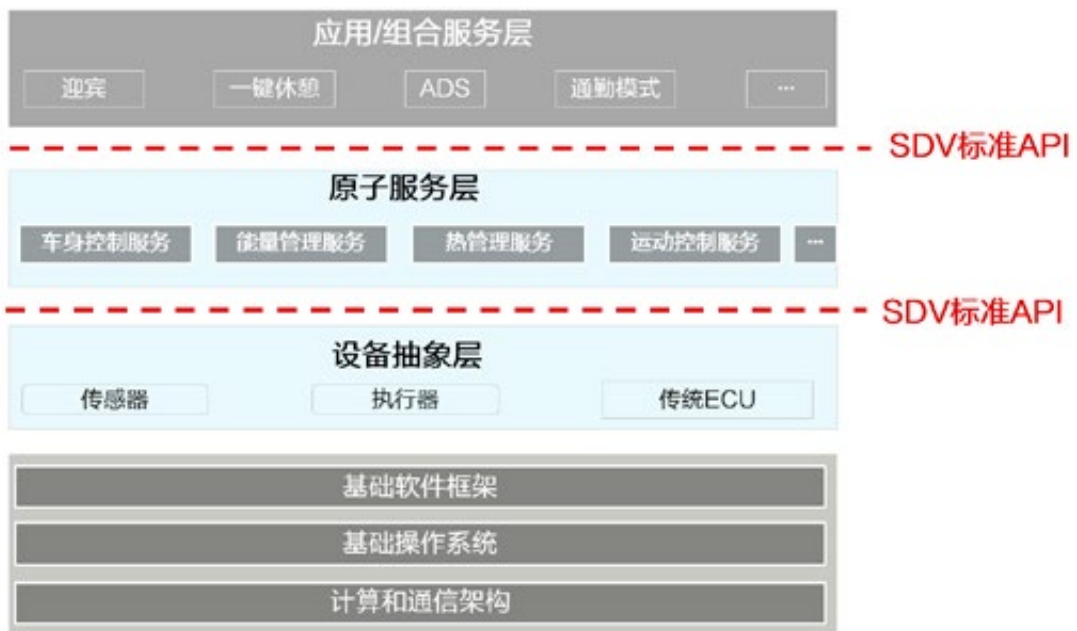 应用/组合服务层
迎宾 一键休憩 ADS 通勤模式 ...
SDV标准API
原子服务层
车身控制服务 能量管理服务 热管理服务 运动控制服务 ...
SDV标准API
设备抽象层
传感器 执行器 传统ECU
基础软件框架
基础操作系统
计算和通信架构